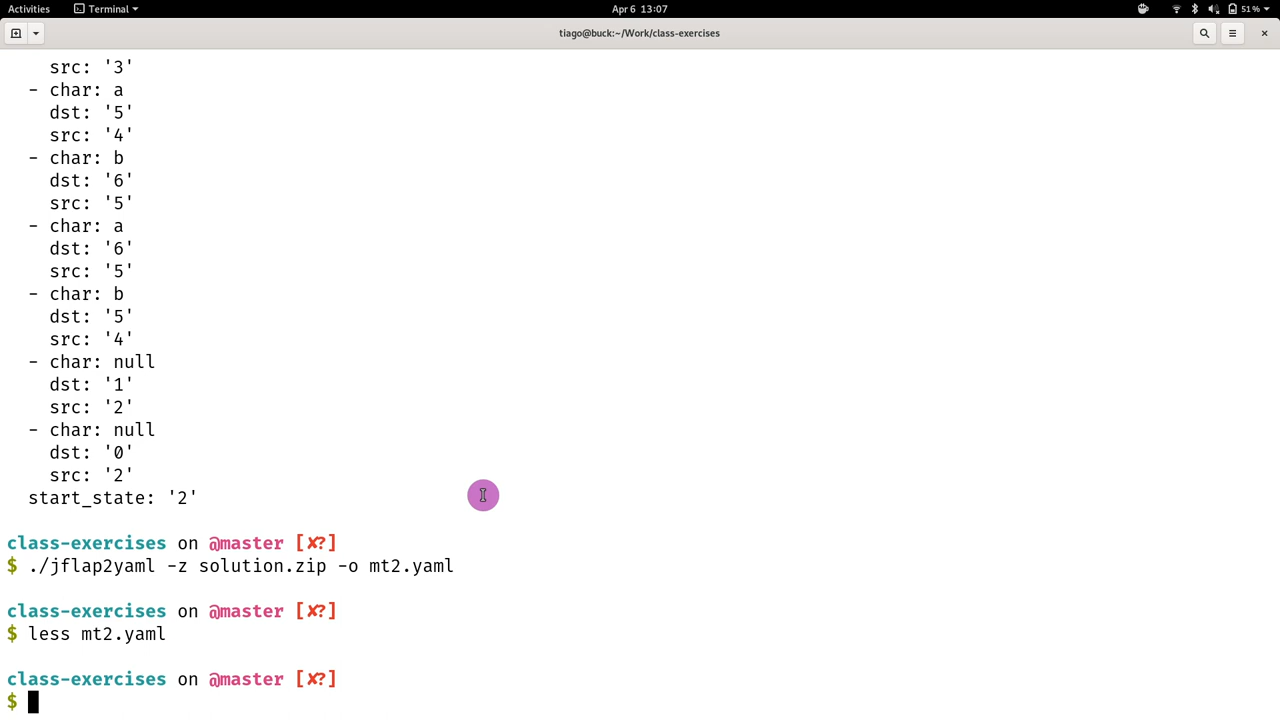 Activities Terminal Apr 6 13:07 51%
tiago@buck:~/Work/class-exercises
src: '3'
- char: a
dst: '5'
src: '4'
- char: b
dst: '6'
src: '5'
- char: a
dst: '6'
src: '5'
- char: b
dst: '5'
src: '4'
- char: null
dst: '1'
src: '2'
- char: null
dst: '0'
src: '2'
start_state: '2'
class-exercises on @master [✘?]
$ ./jflap2yaml -z solution.zip -o mt2.yaml
class-exercises on @master [✘?]
$ less mt2.yaml
class-exercises on @master [✘?]
$